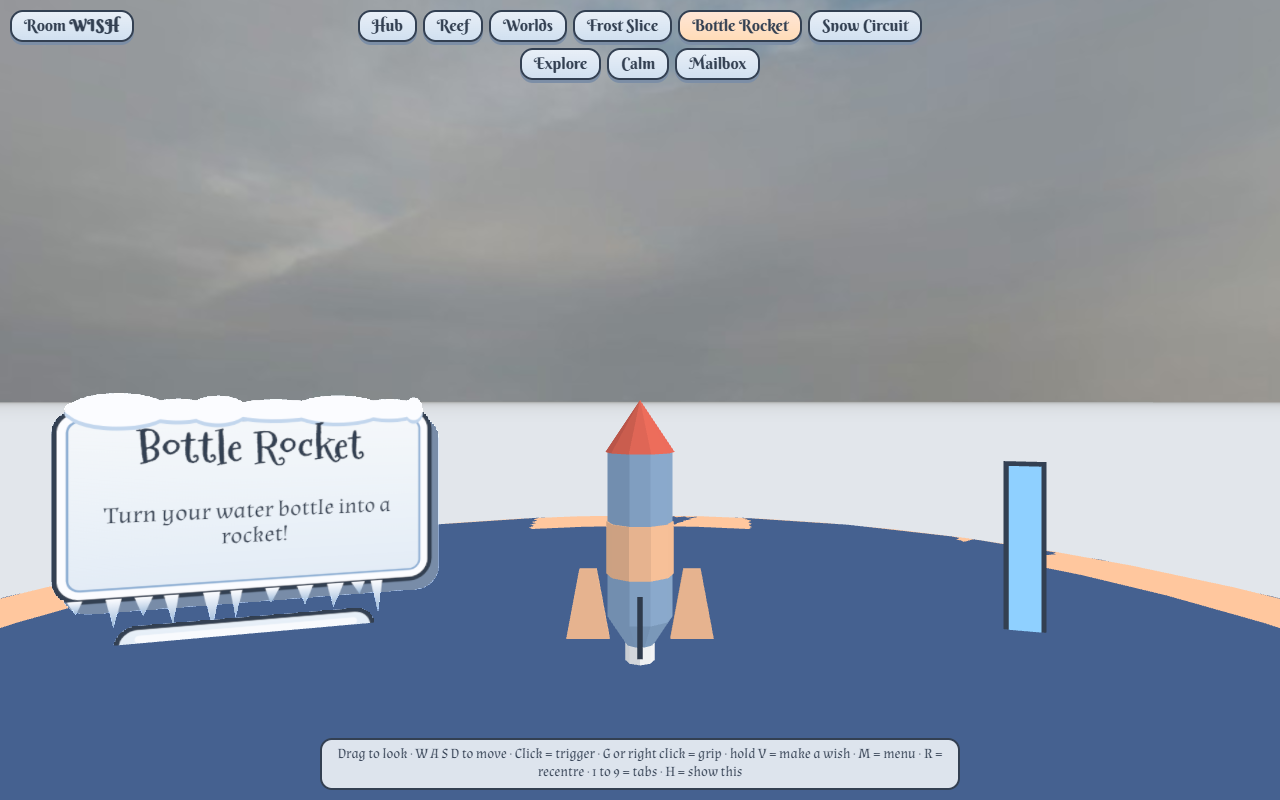 Room WISH
Hub
Reef
Worlds
Frost Slice
Bottle Rocket
Snow Circuit
Explore
Calm
Mailbox
Bottle Rocket
Turn your water bottle into a
rocket!
Drag to look · W A S D to move · Click = trigger · G or right click = grip · hold V = make a wish · M = menu · R =
recentre · 1 to 9 = tabs · H = show this